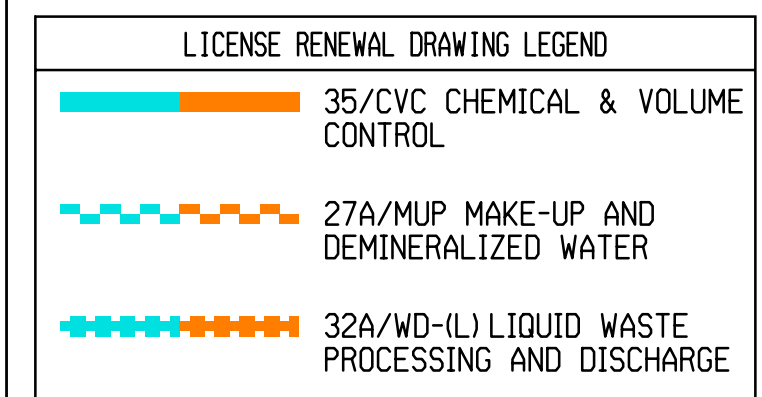 LICENSE RENEWAL DRAWING LEGEND
35/CVC CHEMICAL & VOLUME
CONTROL
27A/MUP MAKE-UP AND
DEMINERALIZED WATER
32A/WD-(L) LIQUID WASTE
PROCESSING AND DISCHARGE